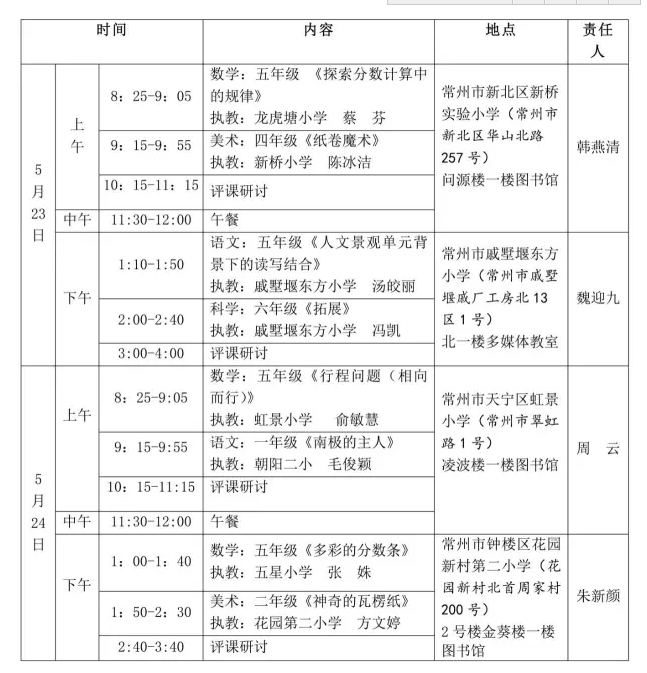 时间 内容 地点 责任
人
5
月
23
日
上
午
8：25-9：05
数学：五年级 《探索分数计算中
的规律》
执教：龙虎塘小学 蔡 芬
9：15-9：55
美术：四年级《纸卷魔术》
执教：新桥小学 陈冰洁
10：15-11：15 评课研讨
常州市新北区新桥
实验小学（常州市
新北区华山北路
257 号）
问源楼一楼图书馆
韩燕清
中午 11:30-12:00 午餐
下午
1:10-1:50
语文：五年级《人文景观单元背
景下的读写结合》
执教：戚墅堰东方小学 汤皎丽
2:00-2:40
科学：六年级《拓展》
执教：戚墅堰东方小学 冯凯
3:00-4:00 评课研讨
常州市戚墅堰东方
小学（常州市戚墅
堰戚厂工房北 13
区 1 号）
北一楼多媒体教室
魏迎九
5
月
24
日
上午
8：25-9:05
数学：五年级《行程问题（相向
而行）》
执教：虹景小学 俞敏慧
9：15-9:55
语文：一年级《南极的主人》
执教：朝阳二小 毛俊颖
10：15-11:15 评课研讨
常州市天宁区虹景
小学（常州市翠虹
路 1 号）
凌波楼一楼图书馆
周 云
中午 11:30-12:00 午餐
下午
1：00-1：40
数学：五年级《多彩的分数条》
执教：五星小学 张 姝
1：50-2：30
美术：二年级《神奇的瓦楞纸》
执教：花园第二小学 方文婷
2:40-3:40 评课研讨
常州市钟楼区花园
新村第二小学（花
园新村北首周家村
200 号）
2 号楼金葵楼一楼
图书馆
朱新颜